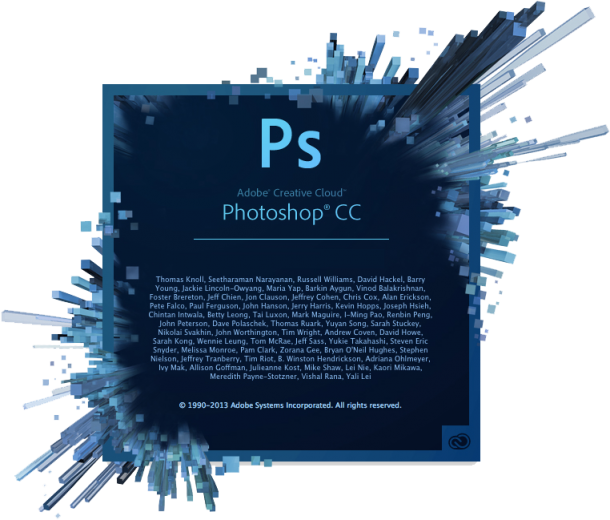 Ps
Adobe® Creative Cloud™
Photoshop® CC
Thomas Knoll, Seetharaman Narayanan, Russell Williams, David Hackel, Barry
Young, Jackie Lincoln-Owyang, Maria Yap, Barkin Aygun, Vinod Balakrishnan,
Foster Brereton, Jeff Chien, Jon Clauson, Jeffrey Cohen, Chris Cox, Alan Erickson,
Pete Falco, Paul Ferguson, John Hanson, Jerry Harris, Kevin Hopps, Joseph Hsieh,
Chintan Intwala, Betty Leong, Tai Luxon, Mark Maguire, I-Ming Pao, Renbin Peng,
John Peterson, Dave Polaschek, Thomas Ruark, Yuyan Song, Sarah Stuckey,
Nikolai Svakhin, John Worthington, Tim Wright, Andrew Coven, David Howe,
Sarah Kong, Wennie Leung, Tom McRae, Jeff Sass, Yukie Takahashi, Steven Eric
Snyder, Melissa Monroe, Pam Clark, Zorana Gee, Bryan O'Neil Hughes, Stephen
Nielson, Jeffrey Tranberry, Tim Riot, B. Winston Hendrickson, Adriana Ohlmeyer,
Ivy Mak, Allison Goffman, Julieanne Kost, Mike Shaw, Lei Nie, Kaori Mikawa,
Meredith Payne-Stotzner, Vishal Rana, Yali Lei
© 1990-2013 Adobe Systems Incorporated. All rights reserved.